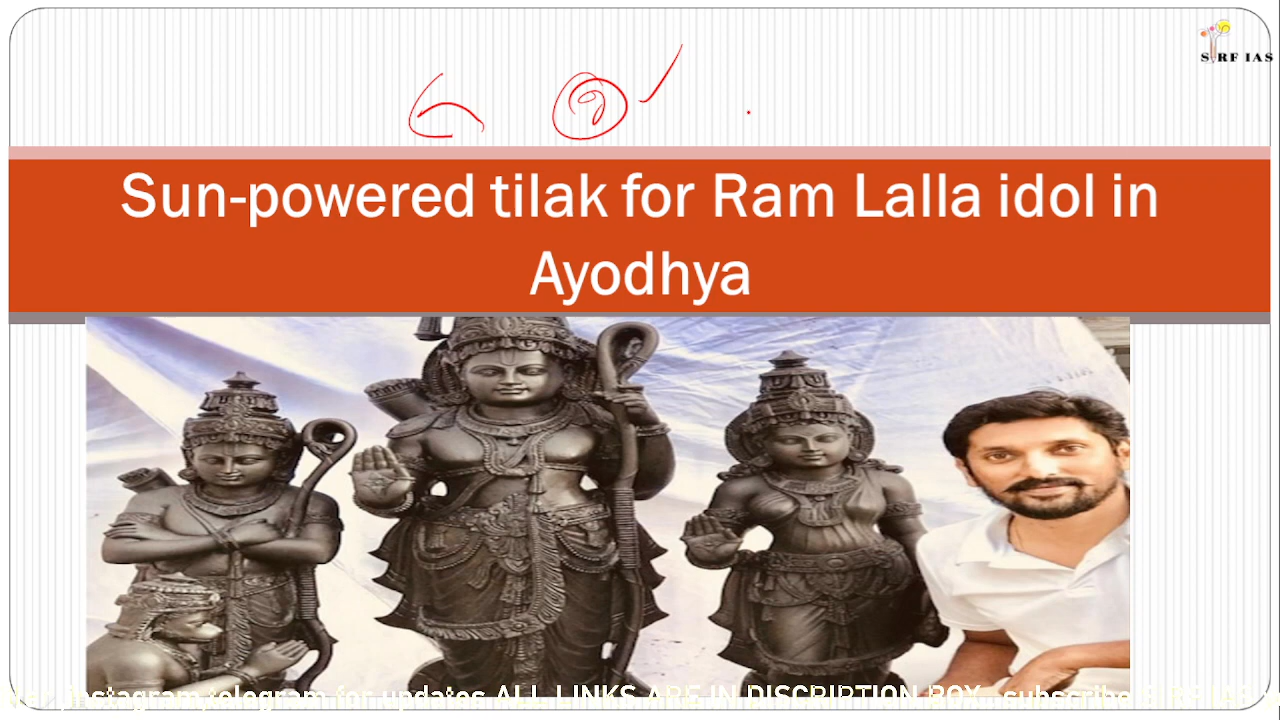 SIRF IAS
Sun-powered tilak for Ram Lalla idol in
Ayodhya
instagram,telegram for updates ALL LINKS ARE IN DISCRIPTION BOX subscribe